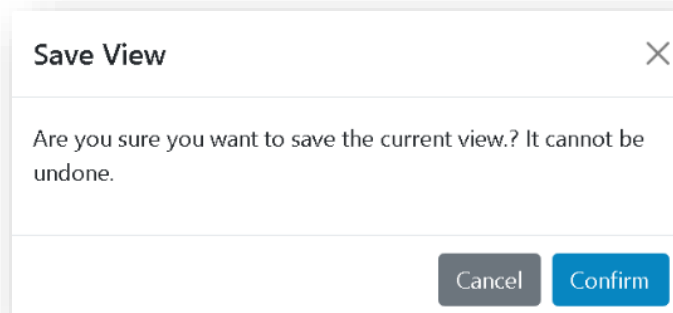 Save View
Are you sure you want to save the current view.? It cannot be
undone.
Cancel
Confirm